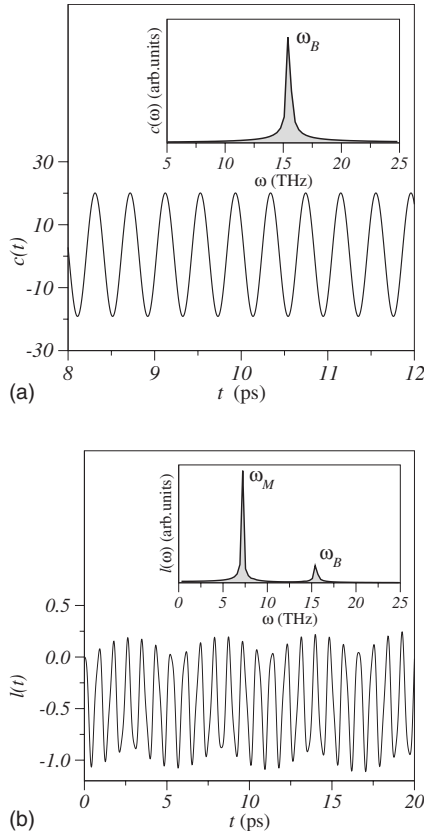 ω_B
c(ω) (arb.units)
5 10 15 20 25
ω (THz)
30
10
-10
-30
c(t)
8 9 10 11 12
t (ps)
(a)
ω_M
ω_B
l(ω) (arb.units)
0 5 10 15 20 25
ω (THz)
0.5
0.0
-0.5
-1.0
l(t)
0 5 10 15 20
t (ps)
(b)